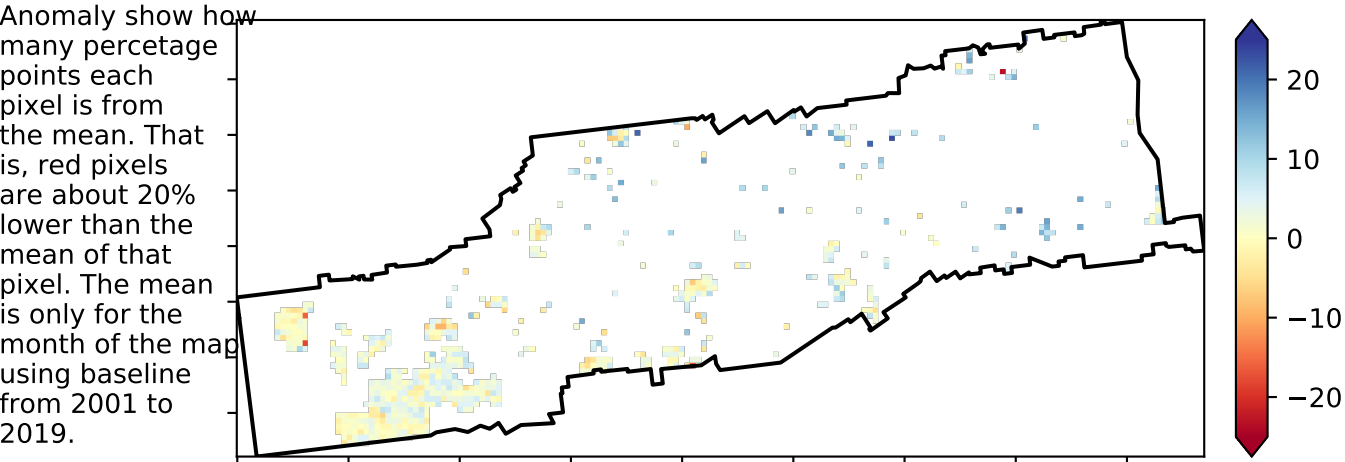 Anomaly show how
many percetage
points each
pixel is from
the mean. That
is, red pixels
are about 20%
lower than the
mean of that
pixel. The mean
is only for the
month of the map
using baseline
from 2001 to
2019.
20
10
0
−10
−20